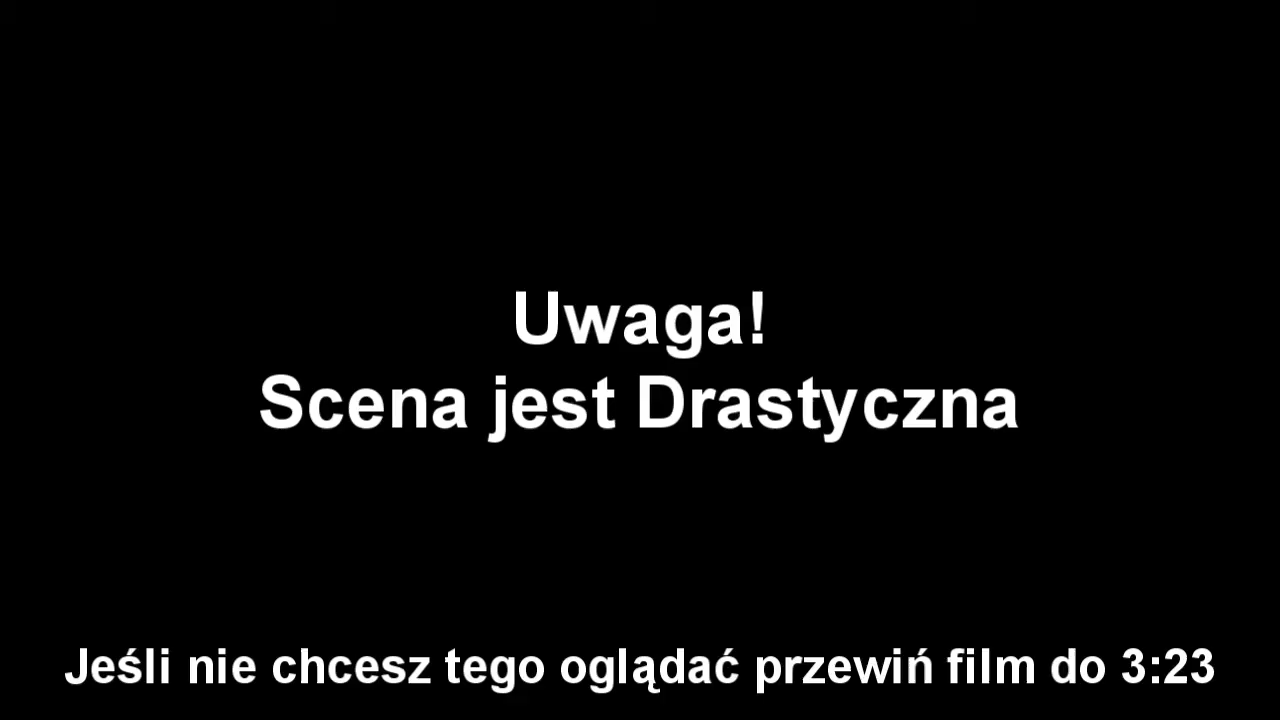 Uwaga!
Scena jest Drastyczna
Jeśli nie chcesz tego oglądać przewiń film do 3:23